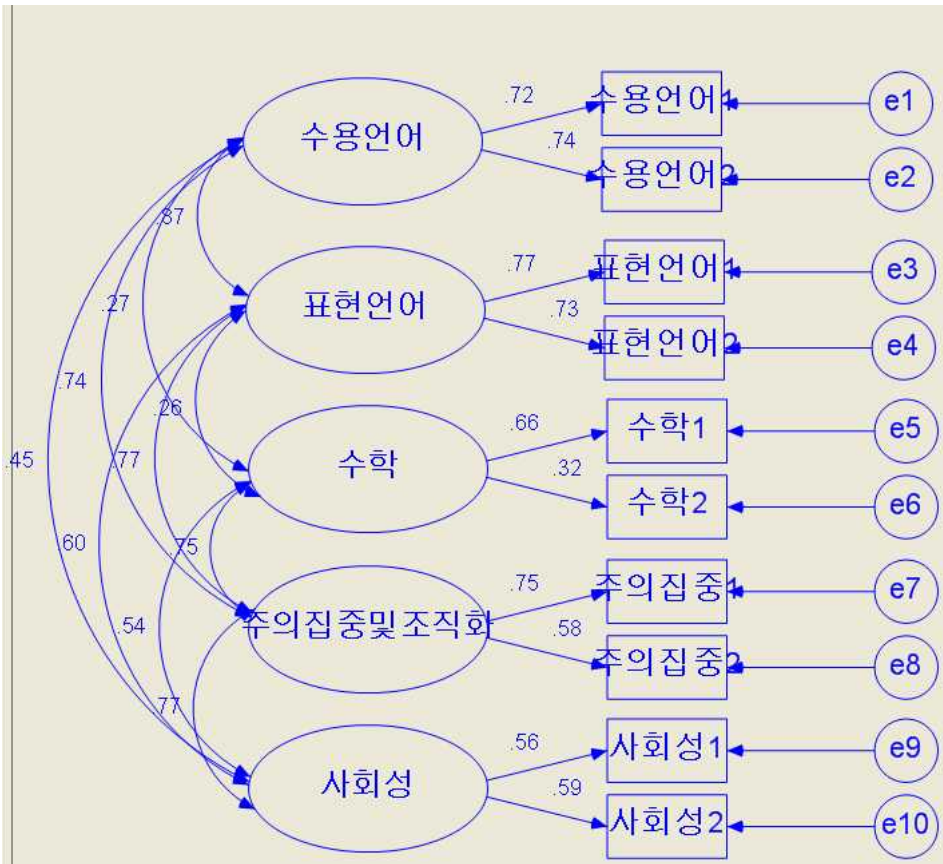 수용언어
.72
수용언어1
e1
.74
수용언어2
e2
.87
표현언어
.77
표현언어1
e3
.73
표현언어2
e4
.27
.74
.26
.45
.77
수학
.66
수학1
e5
.32
수학2
e6
.60
.75
주의집중및조직화
.75
주의집중1
e7
.58
주의집중2
e8
.54
.77
사회성
.56
사회성1
e9
.59
사회성2
e10